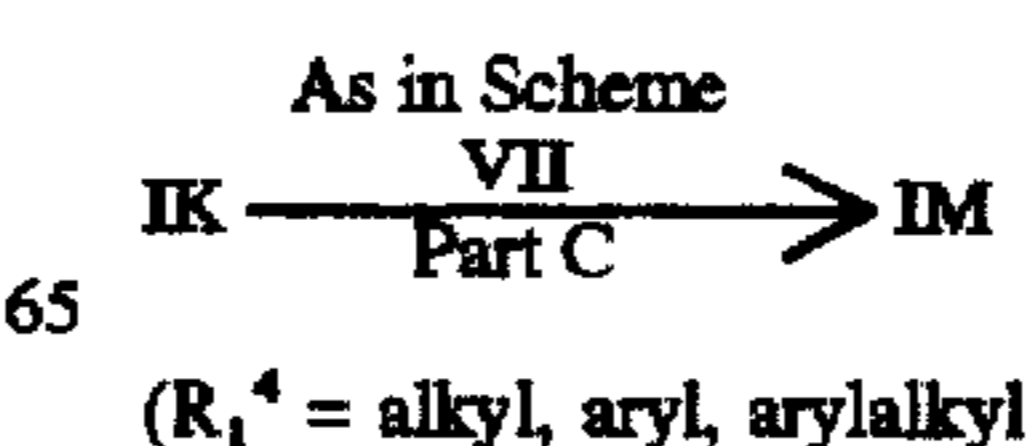 As in Scheme
VII
IK IM
Part C
65
(R₁⁴ = alkyl, aryl, arylalkyl